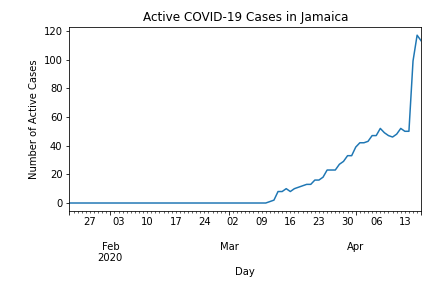 Active COVID-19 Cases in Jamaica
120
100
80
60
40
20
0
Number of Active Cases
27 03 10 17 24 02 09 16 23 30 06 13
Feb Mar Apr
2020
Day